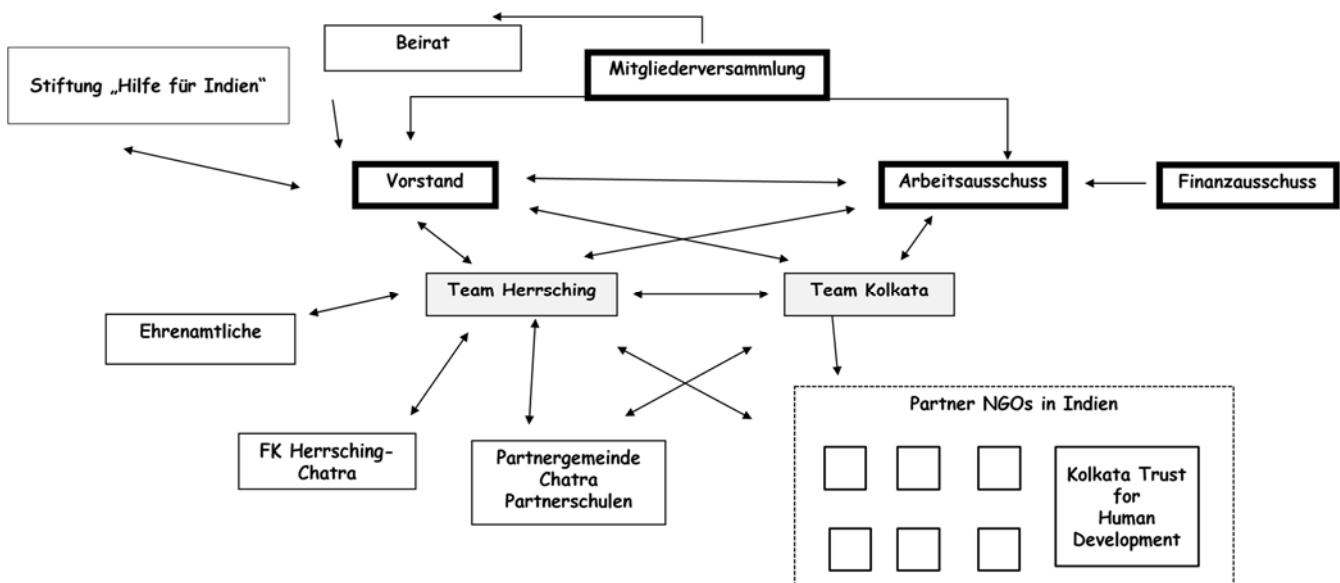 Beirat
Mitgliederversammlung
Stiftung „Hilfe für Indien“
Vorstand
Arbeitsausschuss
Finanzausschuss
Team Herrsching
Team Kolkata
Ehrenamtliche
Partner NGOs in Indien
FK Herrsching-
Chatra
Partnergemeinde
Chatra
Partnerschulen
Kolkata Trust
for
Human
Development